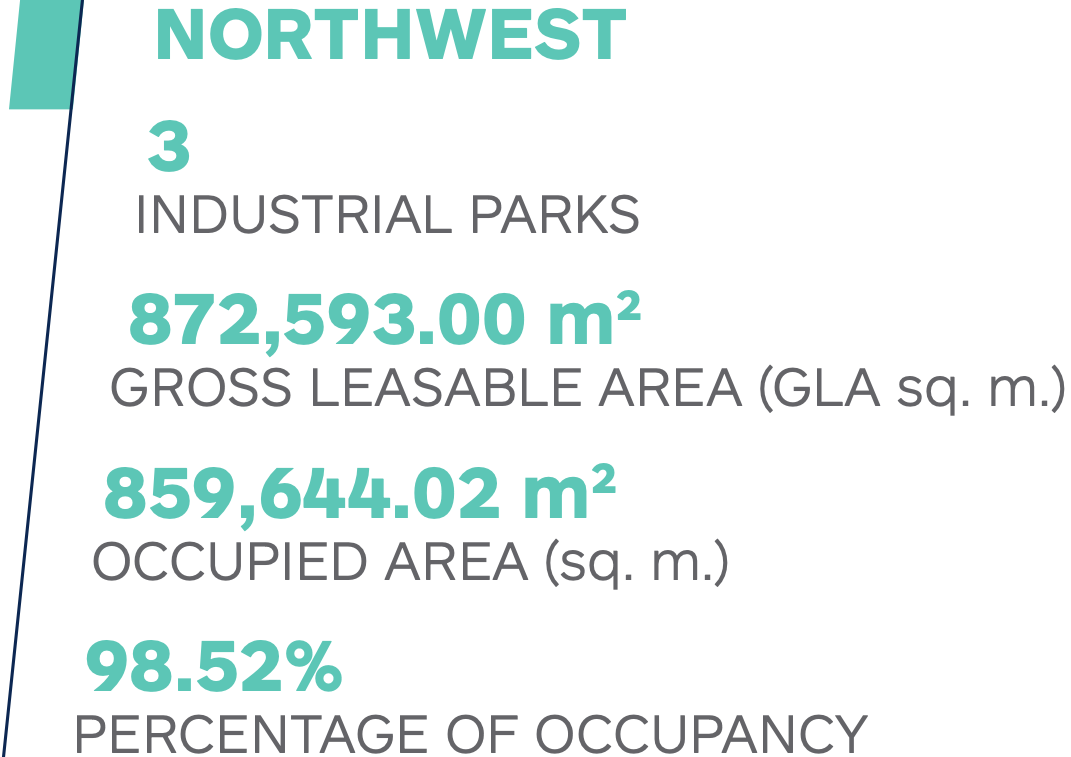 NORTHWEST
3
INDUSTRIAL PARKS
872,593.00 m²
GROSS LEASABLE AREA (GLA sq. m.)
859,644.02 m²
OCCUPIED AREA (sq. m.)
98.52%
PERCENTAGE OF OCCUPANCY